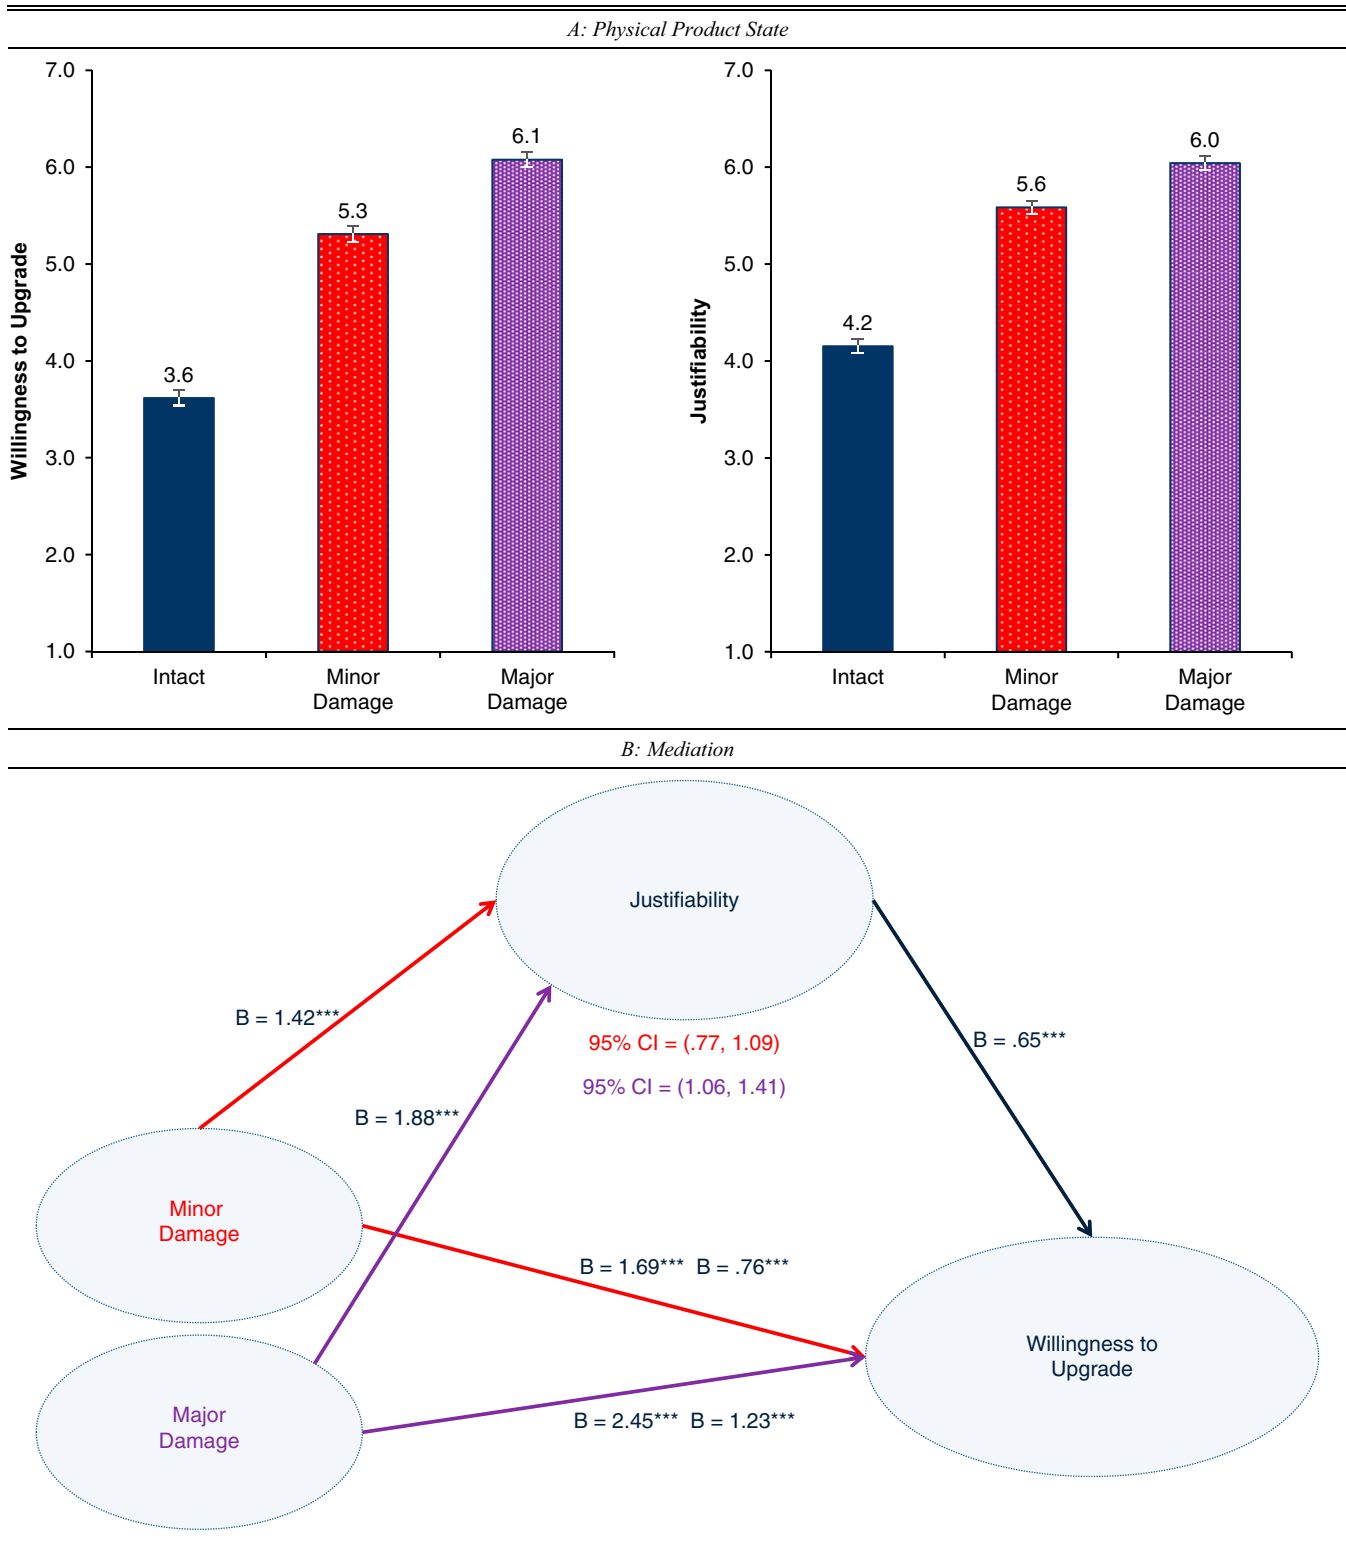 A: Physical Product State
7.0
6.0
5.0
4.0
3.0
2.0
1.0
Willingness to Upgrade
3.6
5.3
6.1
Intact
Minor
Damage
Major
Damage
7.0
6.0
5.0
4.0
3.0
2.0
1.0
Justifiability
4.2
5.6
6.0
Intact
Minor
Damage
Major
Damage
B: Mediation
Justifiability
B = 1.42***
95% CI = (.77, 1.09)
B = .65***
95% CI = (1.06, 1.41)
B = 1.88***
Minor
Damage
B = 1.69*** B = .76***
Willingness to
Upgrade
Major
Damage
B = 2.45*** B = 1.23***